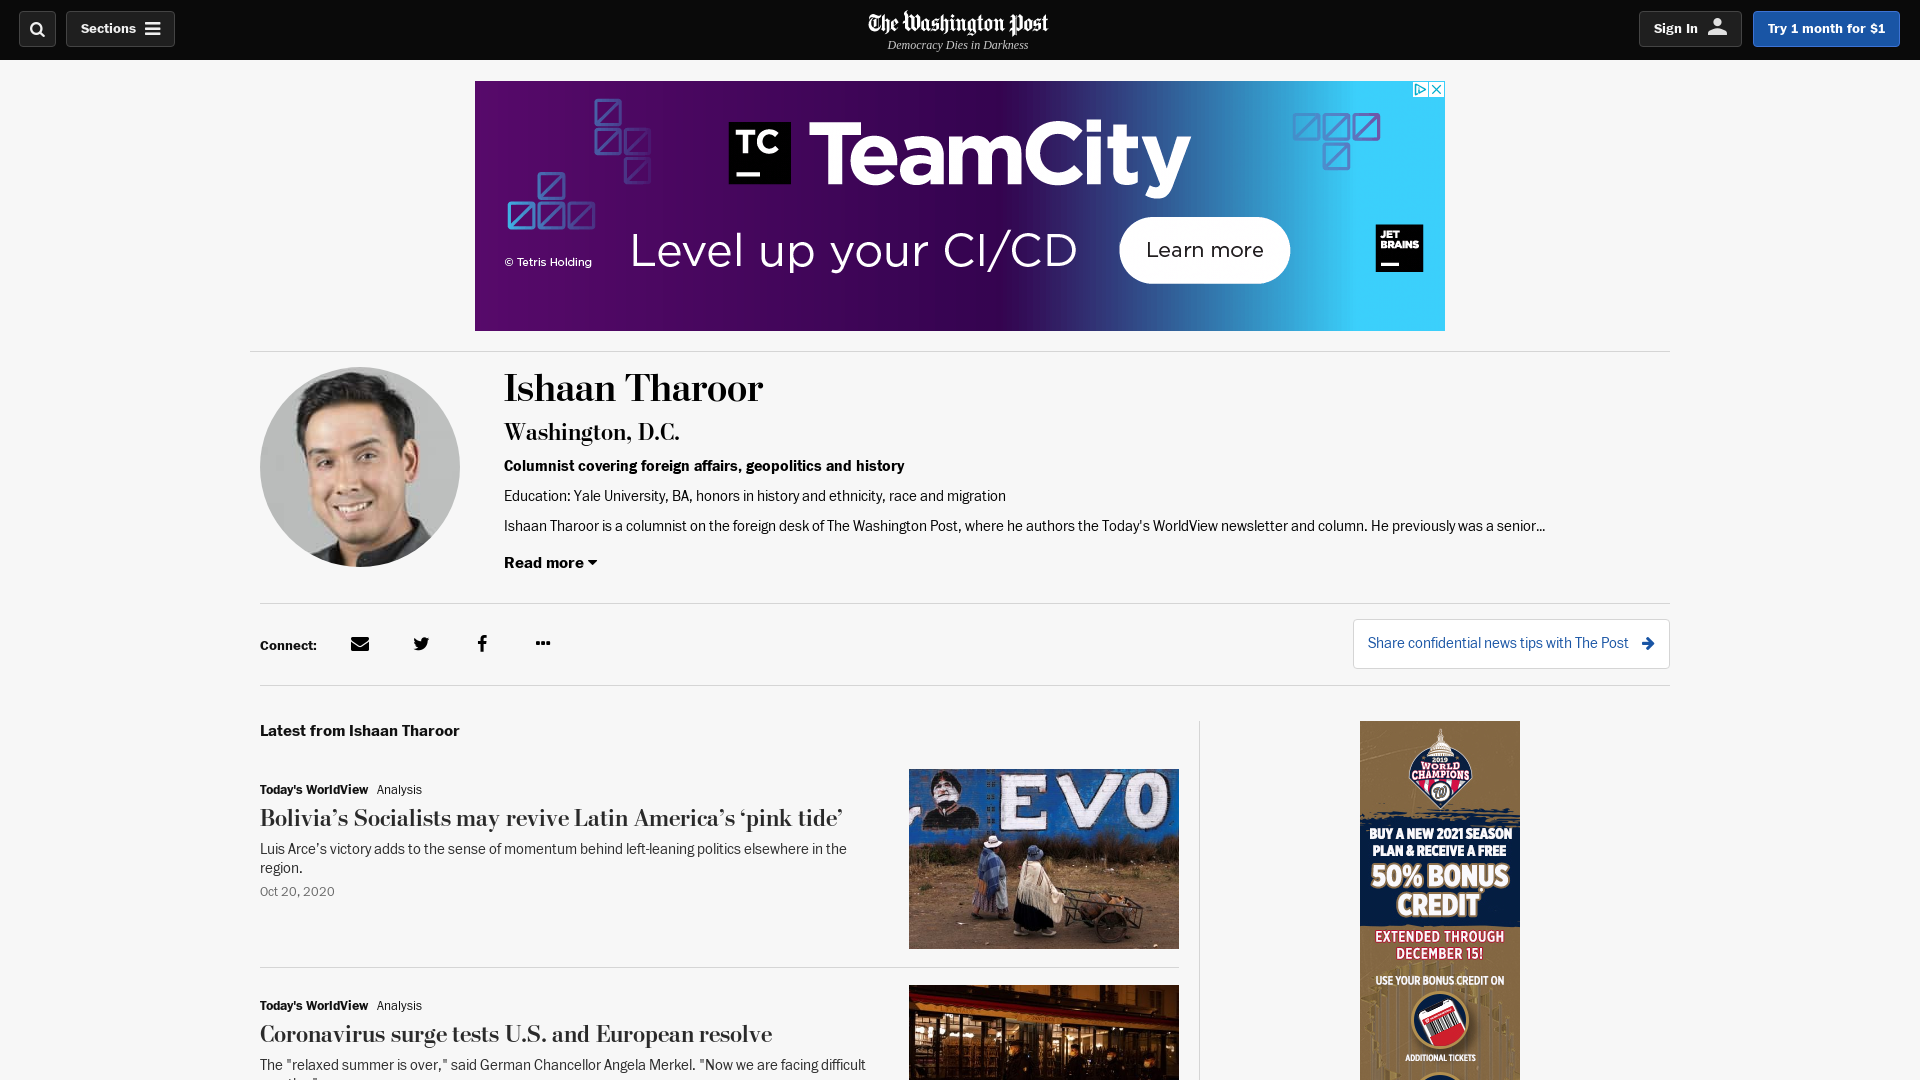 Sections
The Washington Post
Democracy Dies in Darkness
Sign In
Try 1 month for $1
TC
TeamCity
Level up your CI/CD
Learn more
JET
BRAINS
© Tetris Holding
Ishaan Tharoor
Washington, D.C.
Columnist covering foreign affairs, geopolitics and history
Education: Yale University, BA, honors in history and ethnicity, race and migration
Ishaan Tharoor is a columnist on the foreign desk of The Washington Post, where he authors the Today's WorldView newsletter and column. He previously was a senior...
Read more
Connect:
Share confidential news tips with The Post
Latest from Ishaan Tharoor
Today's WorldView Analysis
Bolivia’s Socialists may revive Latin America’s ‘pink tide’
Luis Arce’s victory adds to the sense of momentum behind left-leaning politics elsewhere in the
region.
Oct 20, 2020
EVO
Today's WorldView Analysis
Coronavirus surge tests U.S. and European resolve
The "relaxed summer is over," said German Chancellor Angela Merkel. "Now we are facing difficult
2019
WORLD
CHAMPIONS
W
BUY A NEW 2021 SEASON
PLAN & RECEIVE A FREE
50% BONUS
CREDIT
EXTENDED THROUGH
DECEMBER 15!
USE YOUR BONUS CREDIT ON
ADDITIONAL TICKETS